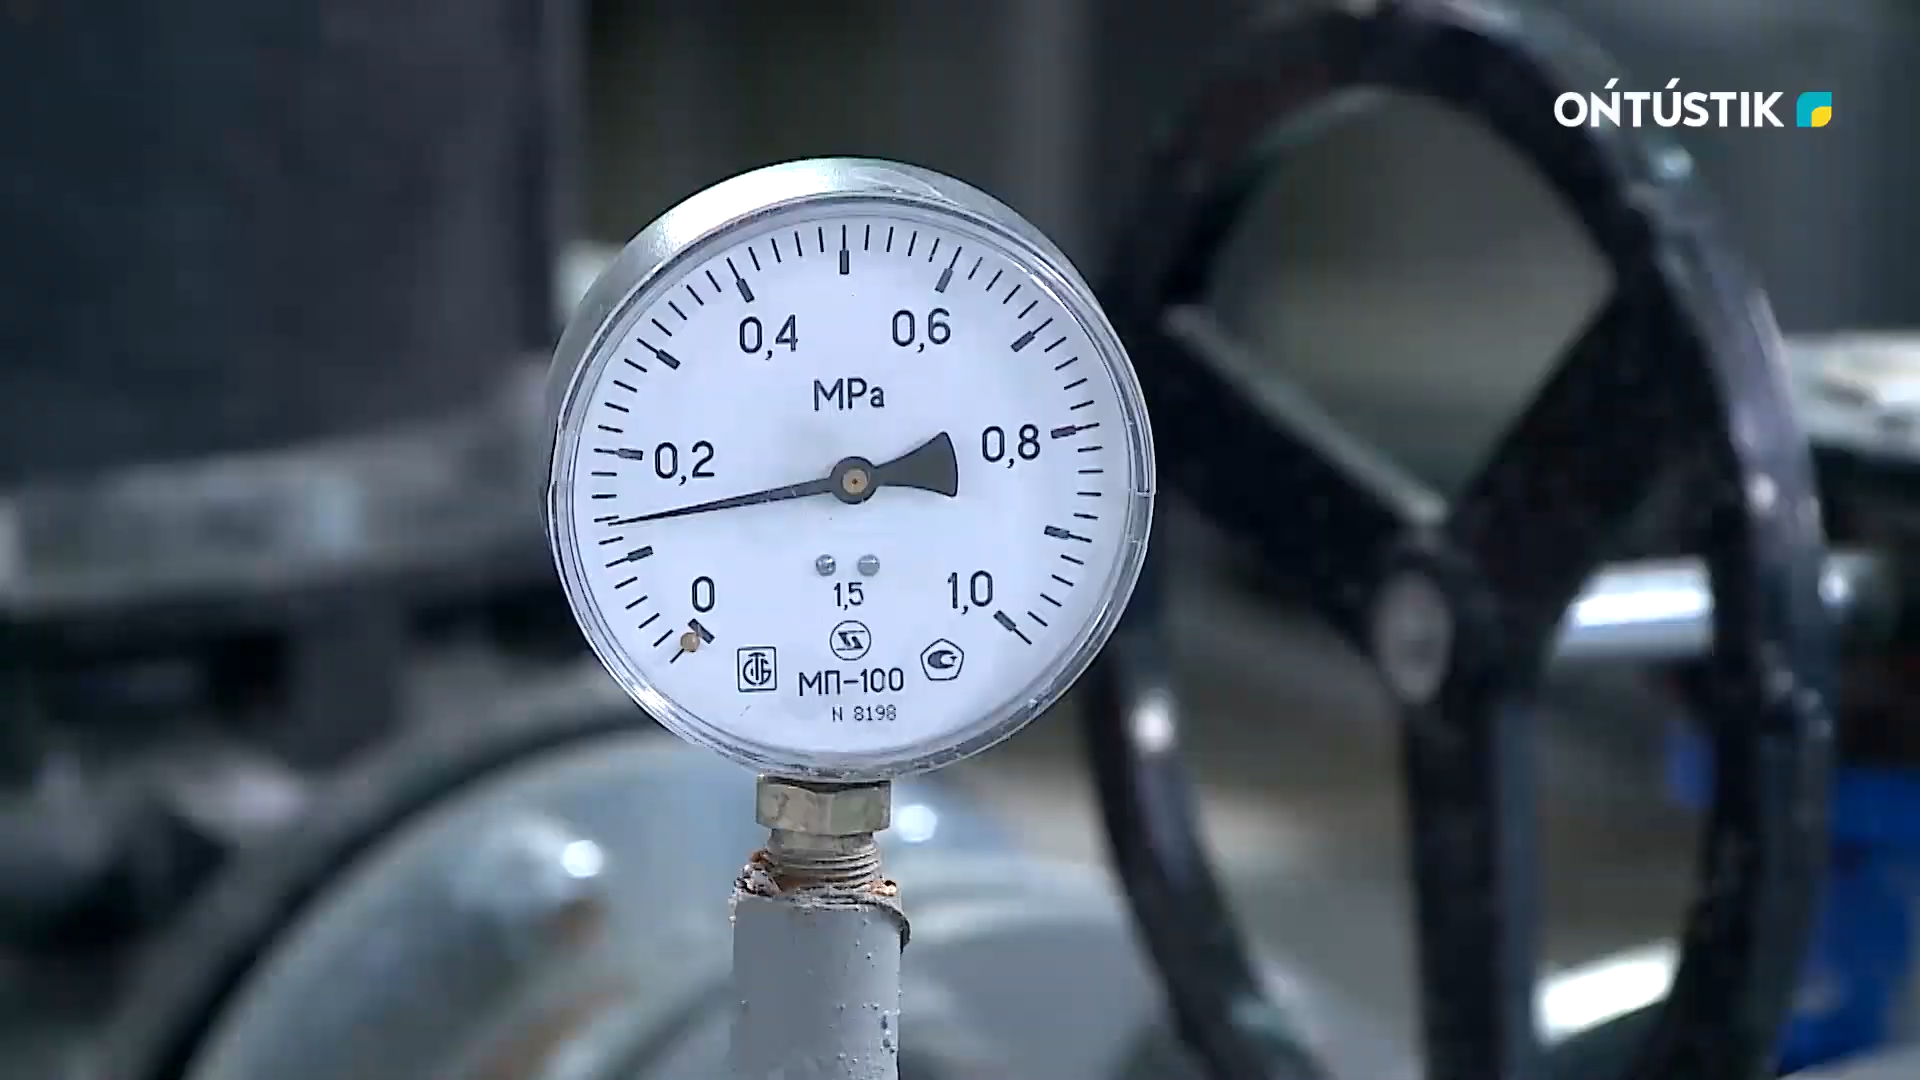 OŃTÚSTIK
0,4 0,6
MPa
0,2 0,8
0 1,0
1,5
МП-100
N 8198